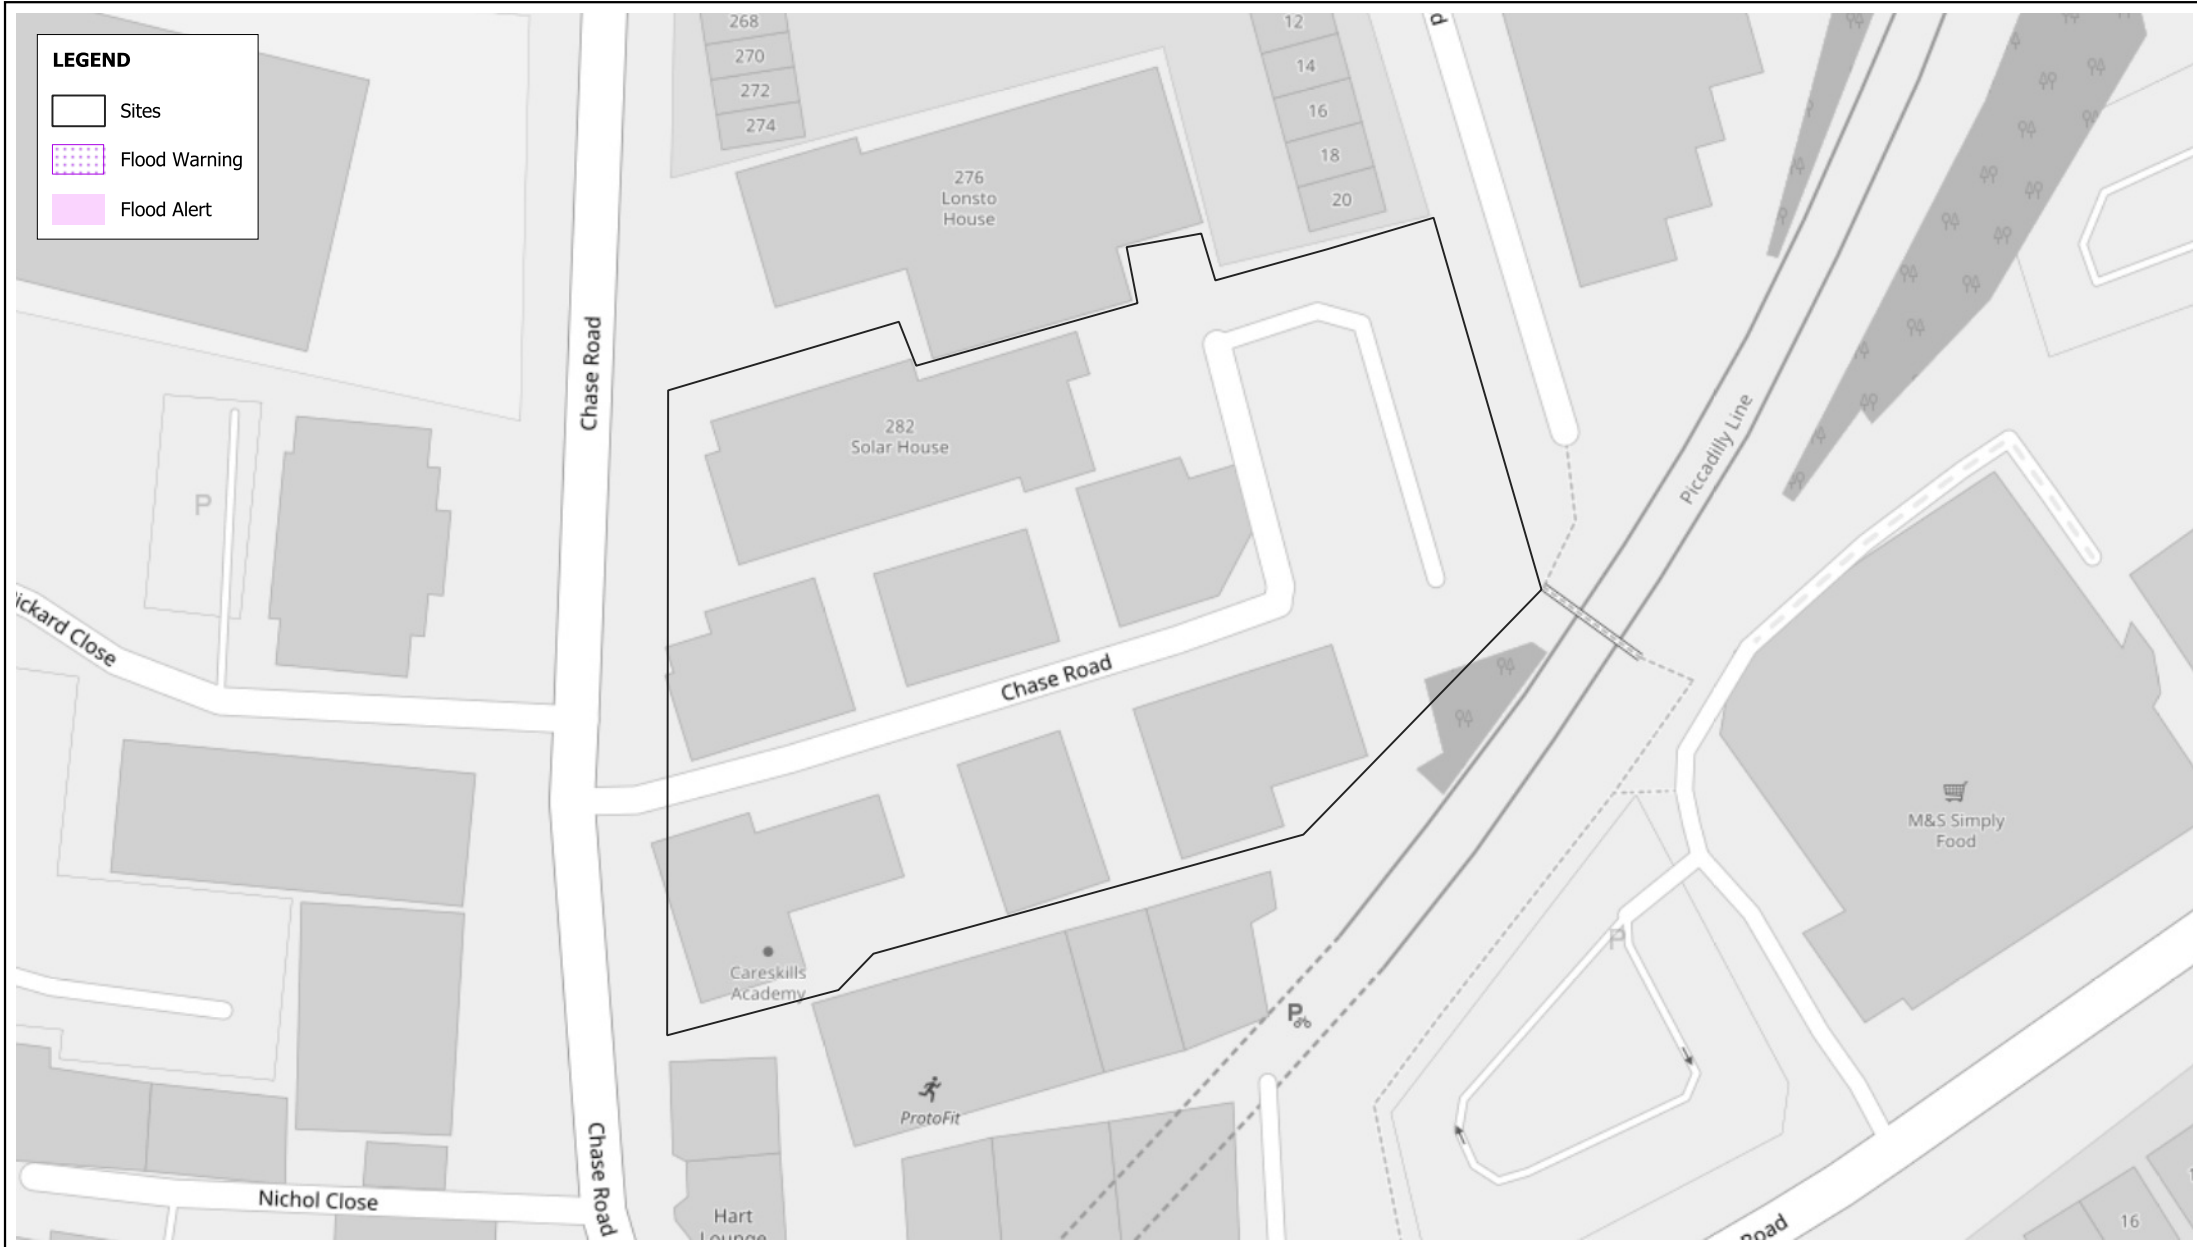 LEGEND
Sites
Flood Warning
Flood Alert
268
270
272
274
12
14
16
18
20
276
Lonsto
House
Chase Road
282
Solar House
Piccadilly Line
P
Chase Road
M&S Simply
Food
Careskills
Academy
P
P
ProtoFit
Chase Road
Nichol Close
Hart
Lounge
Road
16